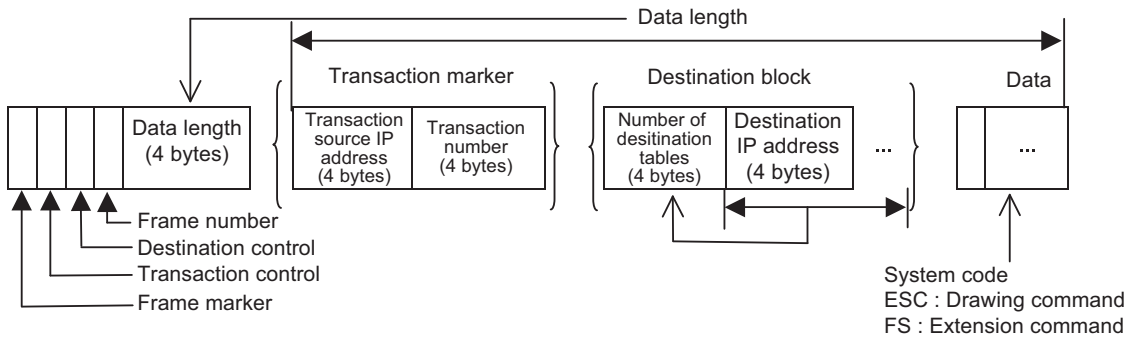 Data length
Transaction marker
Destination block
Data
Data length
(4 bytes)
Transaction
source IP
address
(4 bytes)
Transaction
number
(4 bytes)
Number of
desitination
tables
(4 bytes)
Destination
IP address
(4 bytes)
...
...
Frame number
Destination control
Transaction control
Frame marker
System code
ESC : Drawing command
FS : Extension command